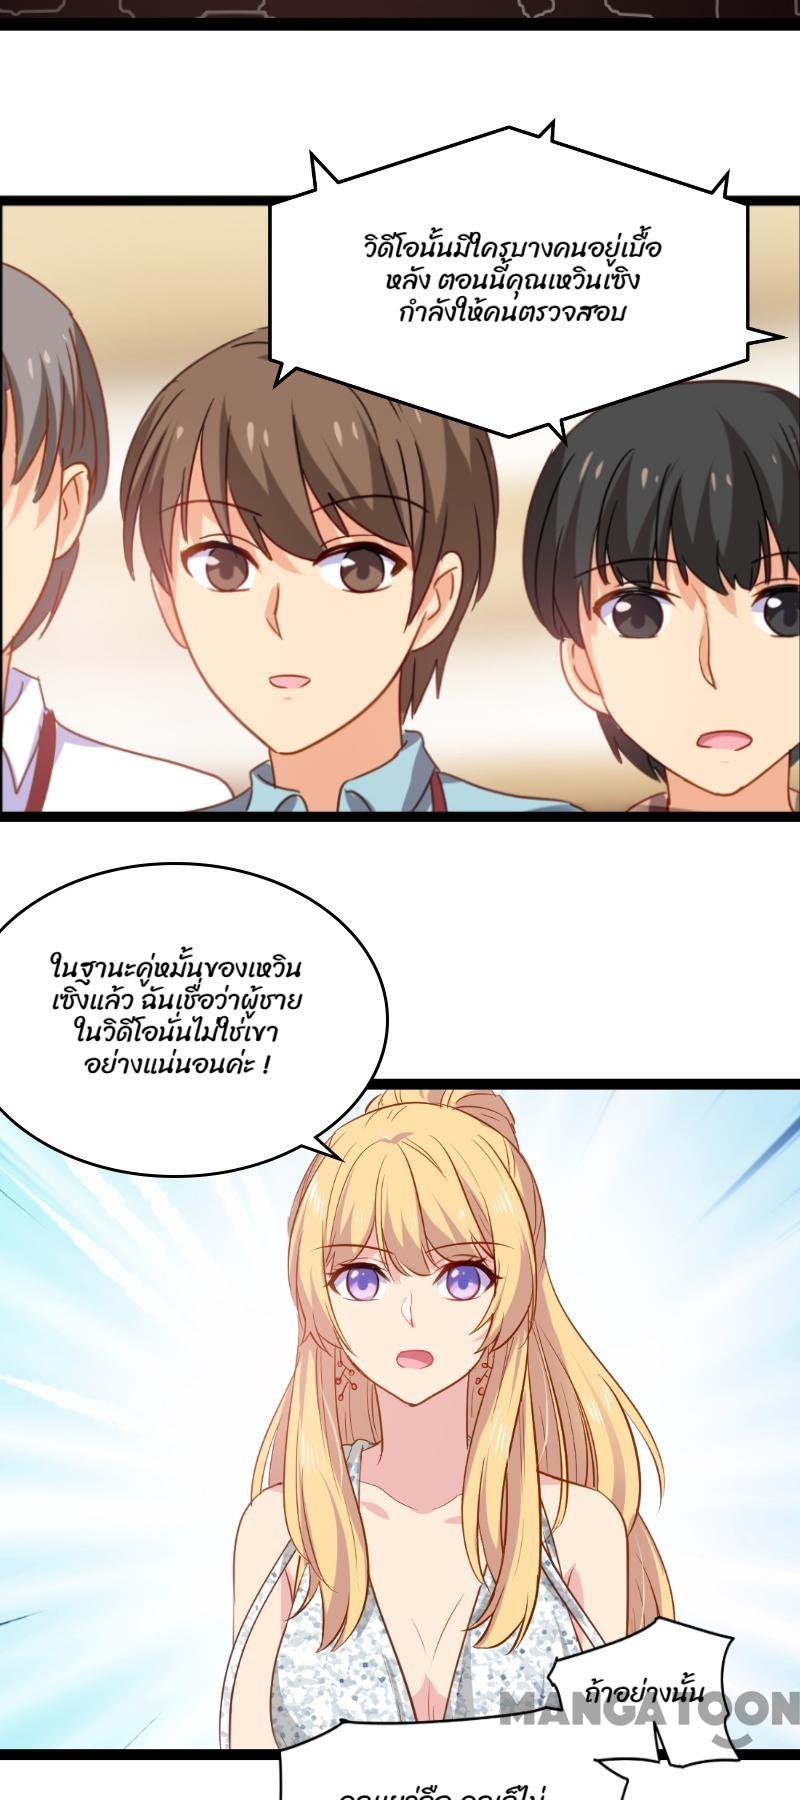 วิดีโอนั้นมีใครบางคนอยู่เบื้อ
หลัง ตอนนี้คุณเหวินเซิง
กำลังให้คนตรวจสอบ
ในฐานะคู่หมั้นของเหวิน
เซิงแล้ว ฉันเชื่อว่าผู้ชาย
ในวิดีโอนั่นไม่ใช่เขา
อย่างแน่นอนค่ะ !
ถ้าอย่างนั้น
MANGATOON